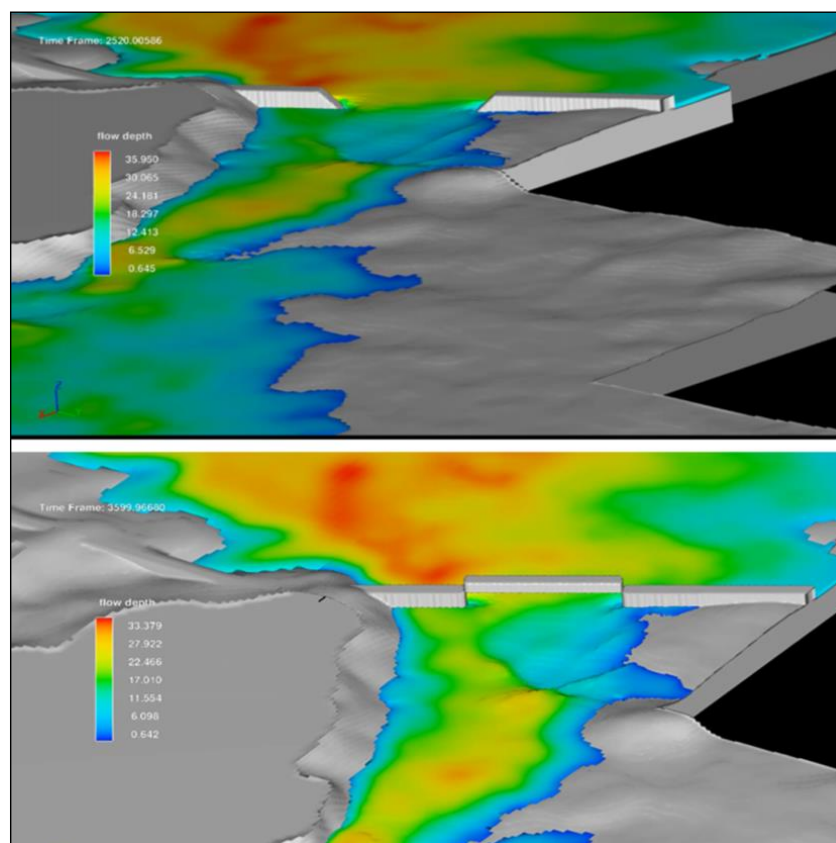 Time Frame: 2520.00586
flow depth
35.950
30.065
24.181
18.297
12.413
6.529
0.645
Z
X
Time Frame: 3599.96680
flow depth
33.379
27.922
22.466
17.010
11.554
6.098
0.642